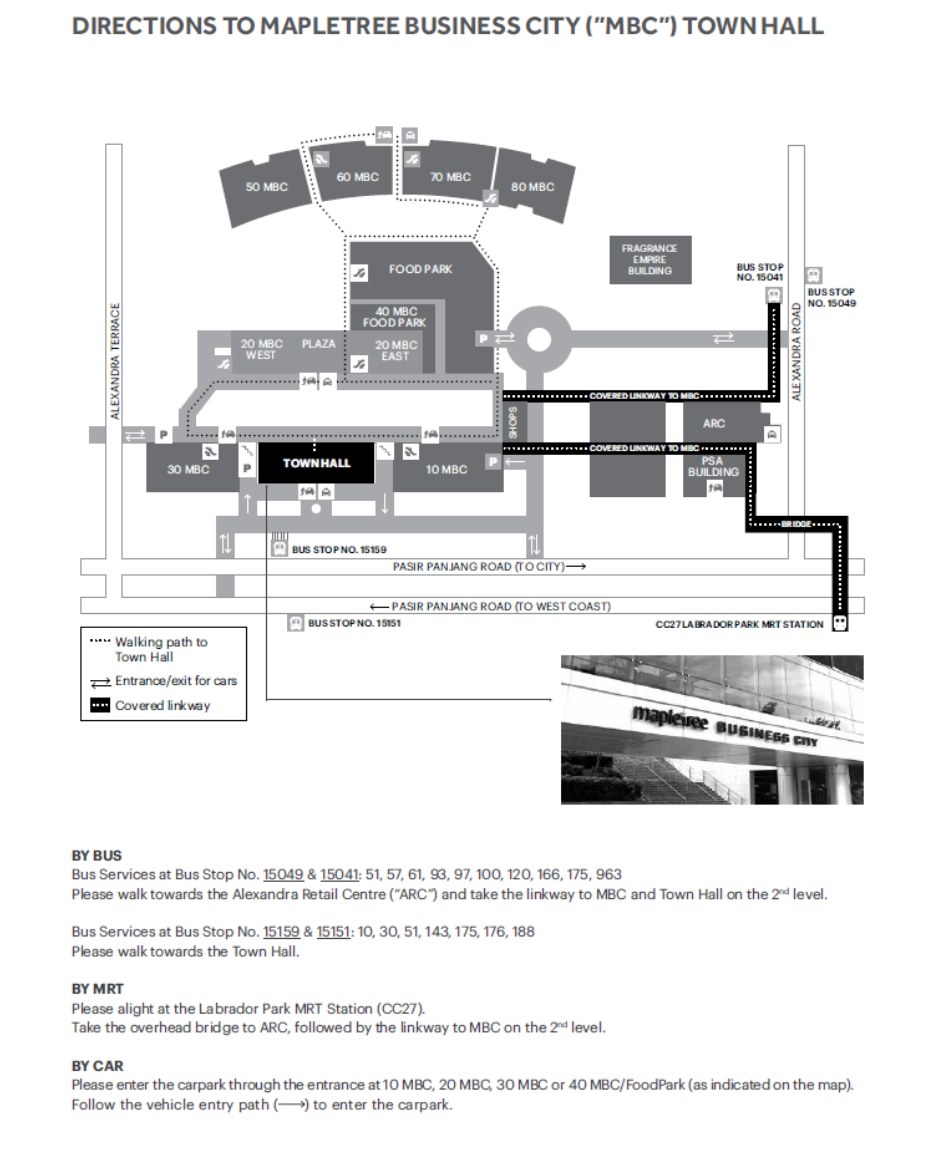 DIRECTIONS TO MAPLETREE BUSINESS CITY ("MBC") TOWN HALL
50 MBC
60 MBC
70 MBC
80 MBC
FOOD PARK
FRAGRANCE
EMPIRE
BUILDING
BUS STOP
NO. 15041
BUS STOP
NO. 15049
40 MBC
FOOD PARK
20 MBC
WEST
PLAZA
20 MBC
EAST
P
ALEXANDRA TERRACE
ALEXANDRA ROAD
COVERED LINKWAY TO MBC
SHOPS
ARC
P
COVERED LINKWAY TO MBC
30 MBC
P
TOWN HALL
10 MBC
P
PSA
BUILDING
BRIDGE
BUS STOP NO. 15159
PASIR PANJANG ROAD (TO CITY)
PASIR PANJANG ROAD (TO WEST COAST)
BUS STOP NO. 15151
CC27 LABRADOR PARK MRT STATION
Walking path to
Town Hall
Entrance/exit for cars
Covered linkway
mapletree BUSINESS CITY
BY BUS
Bus Services at Bus Stop No. 15049 & 15041: 51, 57, 61, 93, 97, 100, 120, 166, 175, 963
Please walk towards the Alexandra Retail Centre ("ARC") and take the linkway to MBC and Town Hall on the 2nd level.
Bus Services at Bus Stop No. 15159 & 15151: 10, 30, 51, 143, 175, 176, 188
Please walk towards the Town Hall.
BY MRT
Please alight at the Labrador Park MRT Station (CC27).
Take the overhead bridge to ARC, followed by the linkway to MBC on the 2nd level.
BY CAR
Please enter the carpark through the entrance at 10 MBC, 20 MBC, 30 MBC or 40 MBC/FoodPark (as indicated on the map).
Follow the vehicle entry path (⟶) to enter the carpark.